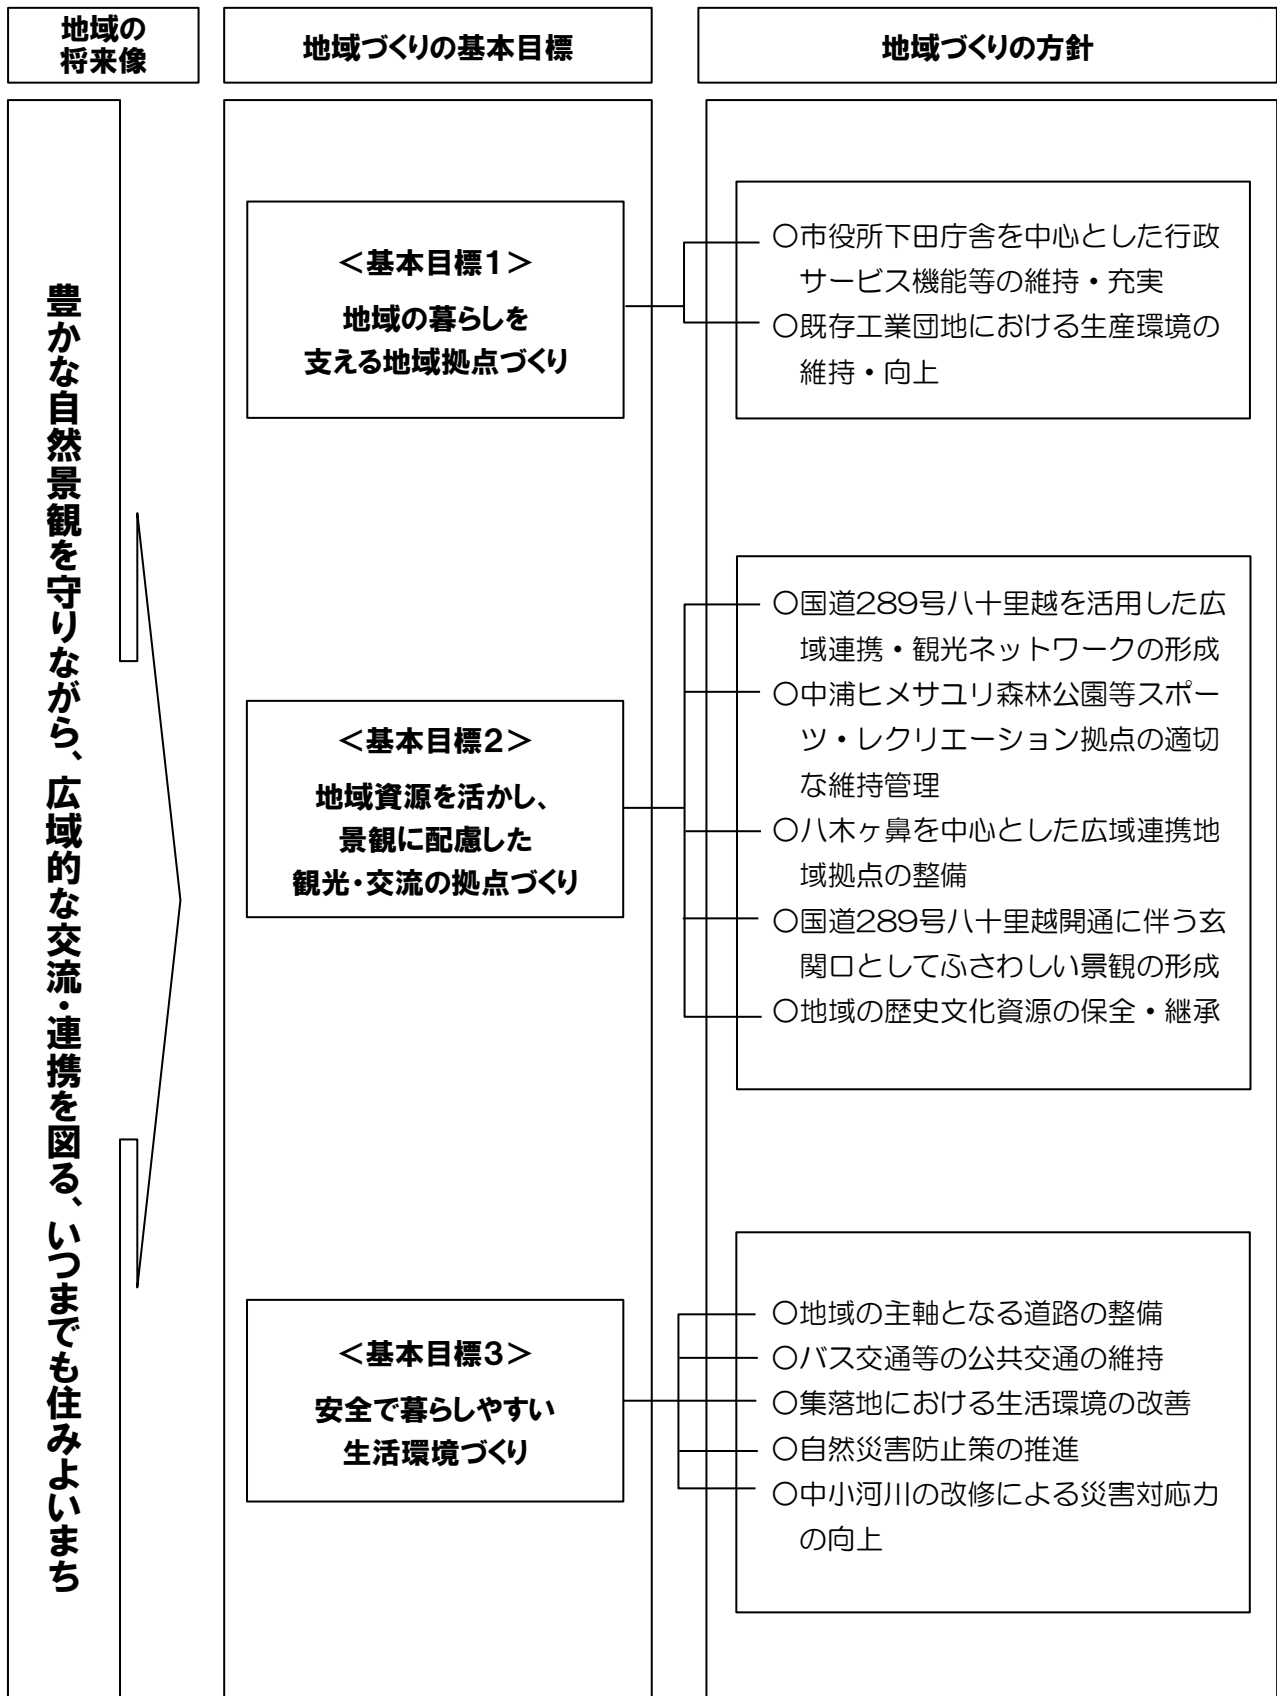 地域の
将来像
地域づくりの基本目標
地域づくりの方針
豊かな自然景観を守りながら、広域的な交流・連携を図る、いつまでも住みよいまち
＜基本目標1＞
地域の暮らしを
支える地域拠点づくり
○市役所下田庁舎を中心とした行政
サービス機能等の維持・充実
○既存工業団地における生産環境の
維持・向上
＜基本目標2＞
地域資源を活かし、
景観に配慮した
観光・交流の拠点づくり
○国道289号八十里越を活用した広
域連携・観光ネットワークの形成
○中浦ヒメサユリ森林公園等スポー
ツ・レクリエーション拠点の適切
な維持管理
○八木ヶ鼻を中心とした広域連携地
域拠点の整備
○国道289号八十里越開通に伴う玄
関口としてふさわしい景観の形成
○地域の歴史文化資源の保全・継承
＜基本目標3＞
安全で暮らしやすい
生活環境づくり
○地域の主軸となる道路の整備
○バス交通等の公共交通の維持
○集落地における生活環境の改善
○自然災害防止策の推進
○中小河川の改修による災害対応力
の向上